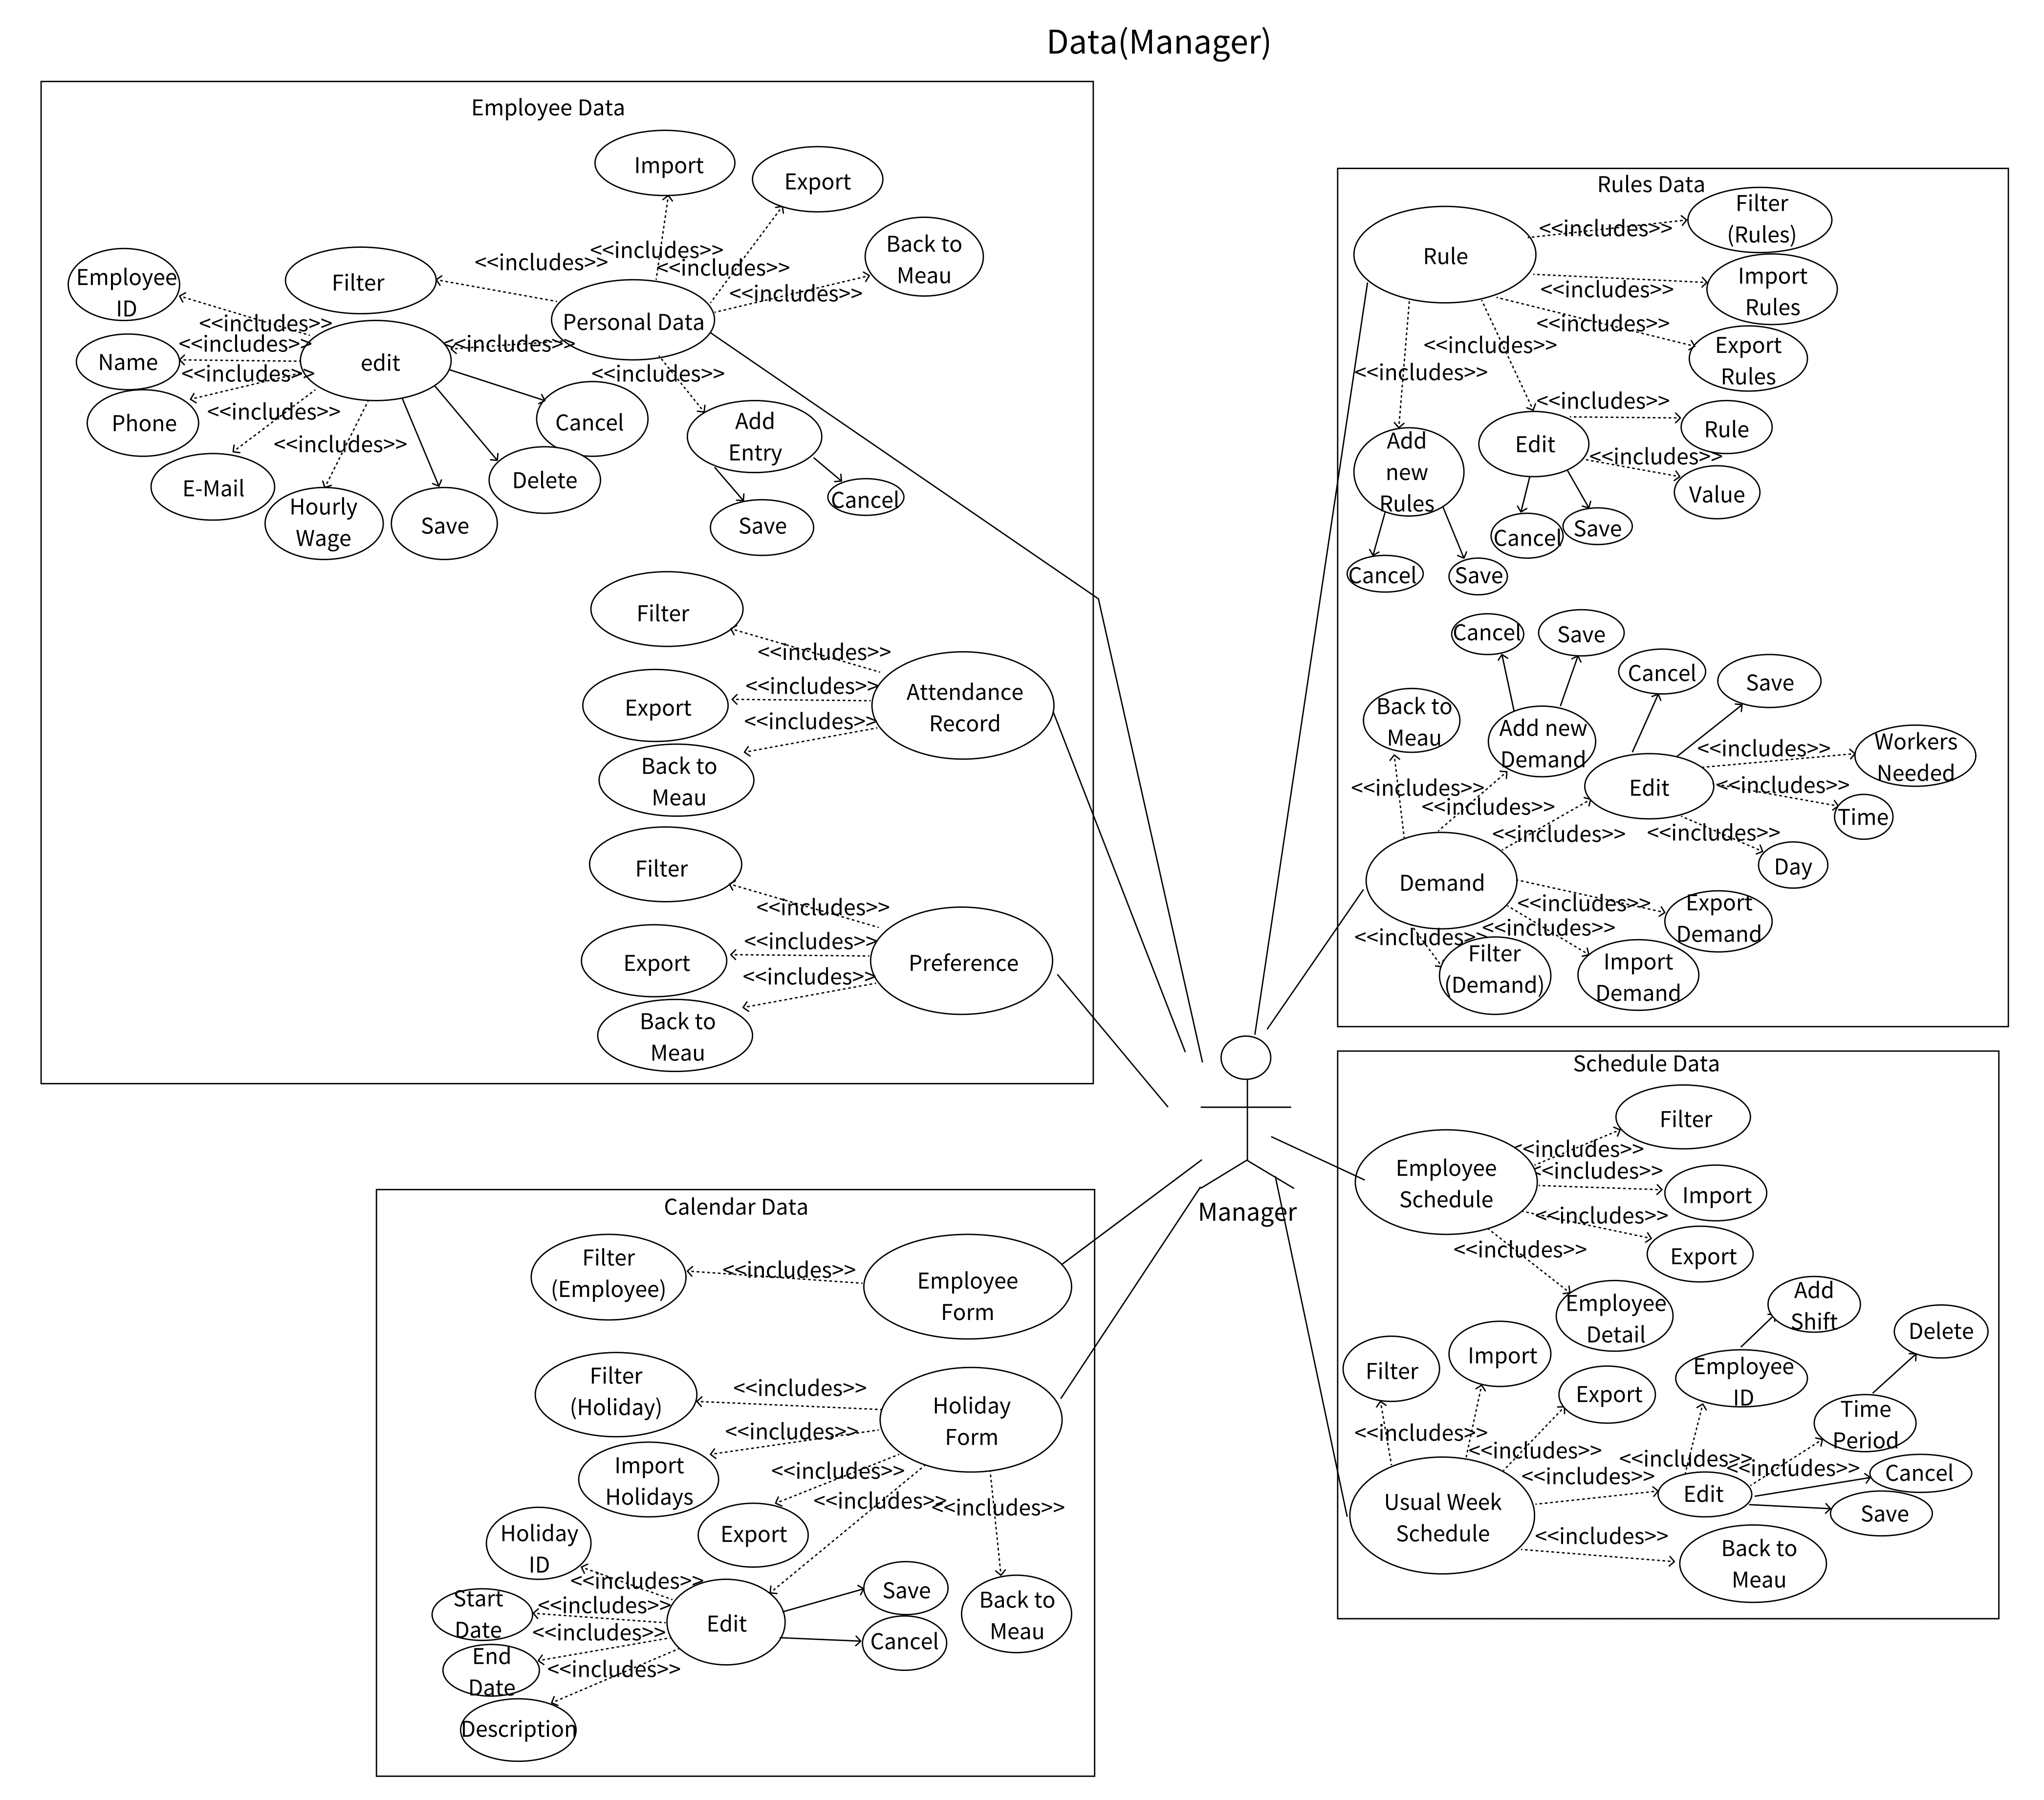 Data(Manager)
Employee Data
Import
Export
Back to
Meau
Filter
Employee
ID
Personal Data
edit
Name
Phone
E-Mail
Hourly
Wage
Save
Delete
Cancel
Add
Entry
Save
Cancel
<<includes>>
<<includes>>
<<includes>>
<<includes>>
<<includes>>
<<includes>>
<<includes>>
<<includes>>
<<includes>>
<<includes>>
<<includes>>
Filter
Export
Back to
Meau
Attendance
Record
<<includes>>
<<includes>>
<<includes>>
Filter
Export
Back to
Meau
Preference
<<includes>>
<<includes>>
<<includes>>
Rules Data
Rule
Filter
(Rules)
Import
Rules
Export
Rules
Rule
Value
Edit
Add
new
Rules
Cancel
Save
Cancel
Save
<<includes>>
<<includes>>
<<includes>>
<<includes>>
<<includes>>
<<includes>>
<<includes>>
Cancel
Save
Cancel
Save
Back to
Meau
Add new
Demand
Edit
Workers
Needed
Time
Day
Demand
Export
Demand
Import
Demand
Filter
(Demand)
<<includes>>
<<includes>>
<<includes>>
<<includes>>
<<includes>>
<<includes>>
<<includes>>
<<includes>>
<<includes>>
Manager
Schedule Data
Employee
Schedule
Filter
Import
Export
Employee
Detail
<<includes>>
<<includes>>
<<includes>>
<<includes>>
Filter
Import
Export
Employee
ID
Add
Shift
Delete
Time
Period
Cancel
Save
Edit
Usual Week
Schedule
Back to
Meau
<<includes>>
<<includes>>
<<includes>>
<<includes>>
<<includes>>
<<includes>>
Calendar Data
Filter
(Employee)
<<includes>>
Employee
Form
Filter
(Holiday)
Import
Holidays
Export
Holiday
Form
Holiday
ID
Start
Date
End
Date
Description
Edit
Save
Cancel
Back to
Meau
<<includes>>
<<includes>>
<<includes>>
<<includes>>
<<includes>>
<<includes>>
<<includes>>
<<includes>>
<<includes>>